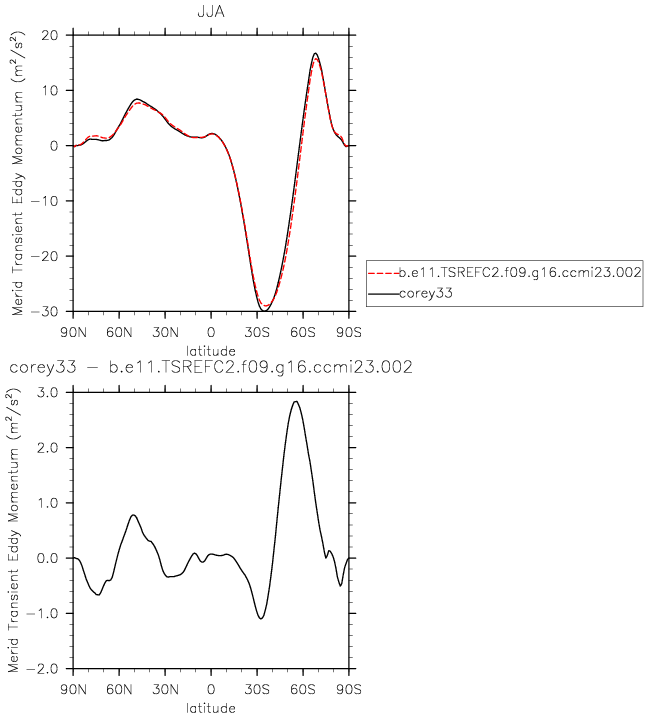 JJA
Merid Transient Eddy Momentum (m²/s²)
20
10
0
−10
−20
−30
90N 60N 30N 0 30S 60S 90S
latitude
b.e11.TSREFC2.f09.g16.ccmi23.002
corey33
corey33 − b.e11.TSREFC2.f09.g16.ccmi23.002
Merid Transient Eddy Momentum (m²/s²)
3.0
2.0
1.0
0.0
−1.0
−2.0
90N 60N 30N 0 30S 60S 90S
latitude